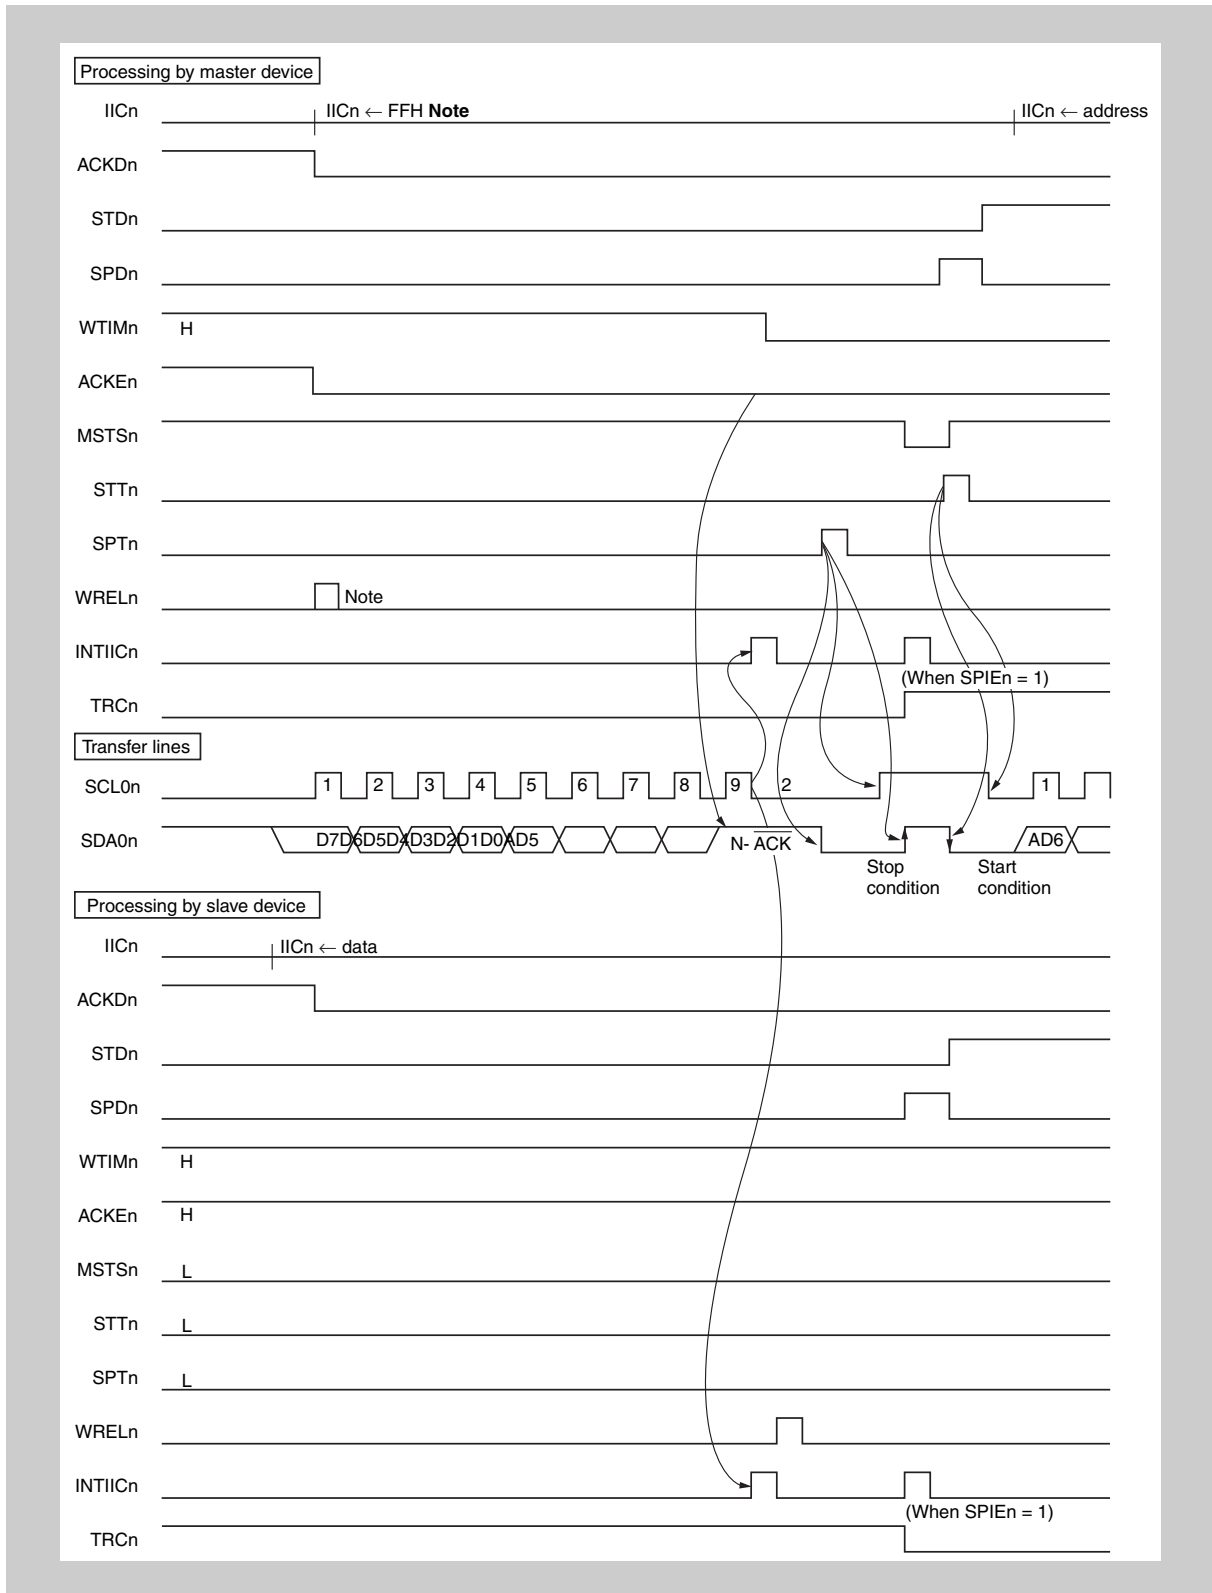 Processing by master device
IICn IICn ← FFH Note IICn ← address
ACKDn
STDn
SPDn
WTIMn H
ACKEn
MSTSn
STTn
SPTn
WRELn Note
INTIICn
(When SPIEn = 1)
TRCn
Transfer lines
SCL0n 1 2 3 4 5 6 7 8 9 2 1
SDA0n D7D6D5D4D3D2D1D0AD5 N- ACK AD6
Stop condition
Start condition
Processing by slave device
IICn IICn ← data
ACKDn
STDn
SPDn
WTIMn H
ACKEn H
MSTSn L
STTn L
SPTn L
WRELn
INTIICn
(When SPIEn = 1)
TRCn